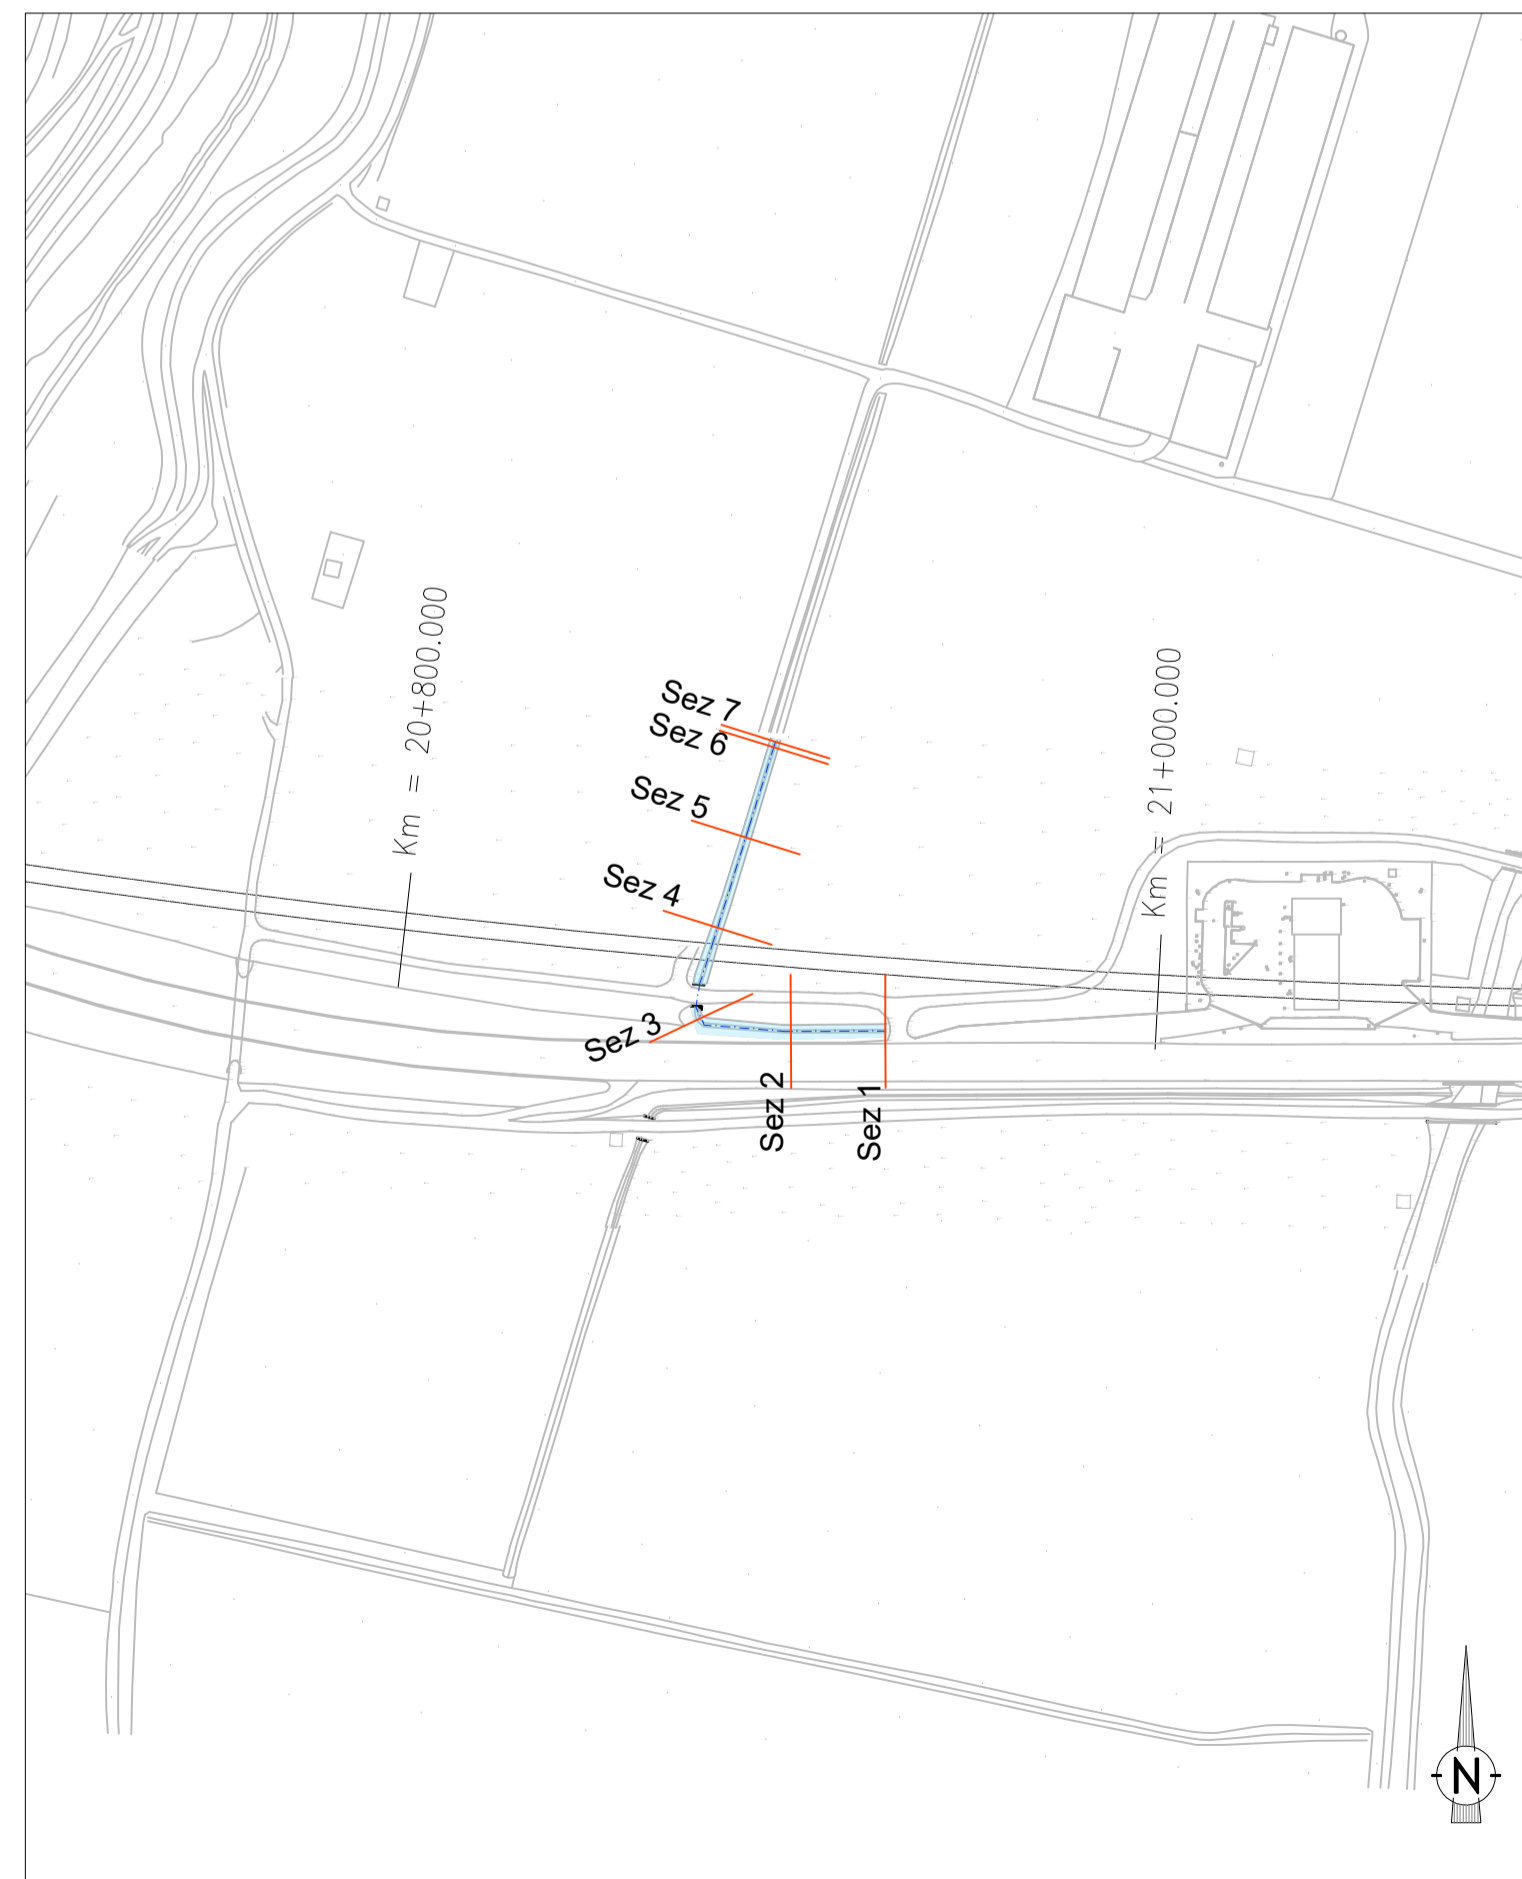 Km = 20+800.000
Km = 21+000.000
Sez 7
Sez 6
Sez 5
Sez 4
Sez 3
Sez 2
Sez 1
N